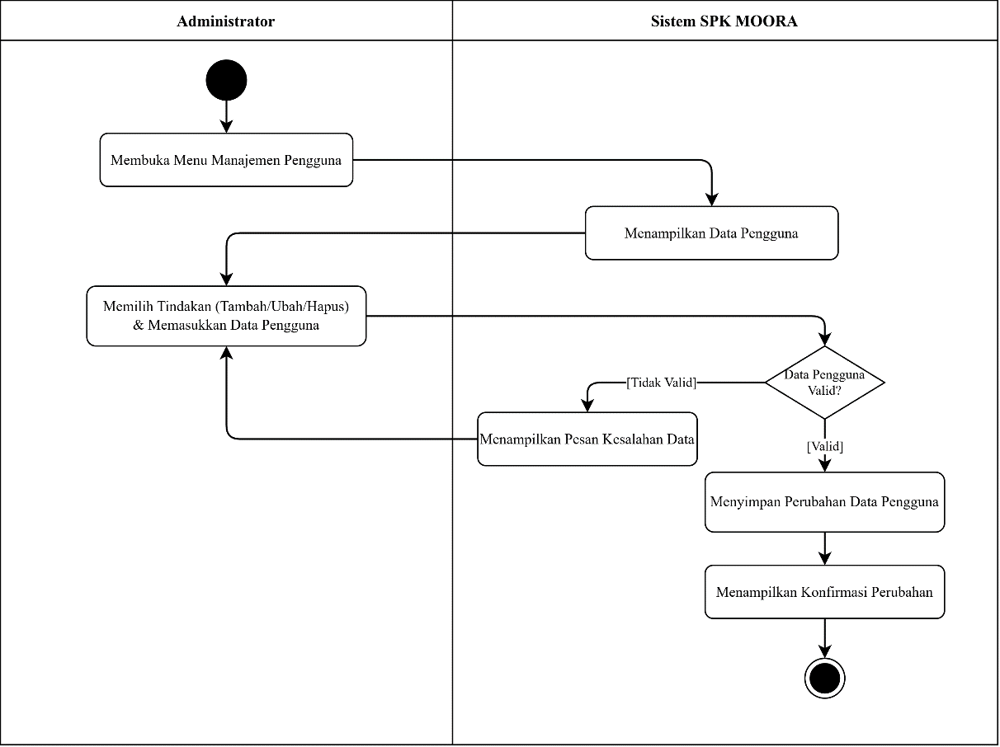 Administrator
Sistem SPK MOORA
Membuka Menu Manajemen Pengguna
Menampilkan Data Pengguna
Memilih Tindakan (Tambah/Ubah/Hapus)
& Memasukkan Data Pengguna
Data Pengguna
Valid?
[Tidak Valid]
Menampilkan Pesan Kesalahan Data
[Valid]
Menyimpan Perubahan Data Pengguna
Menampilkan Konfirmasi Perubahan